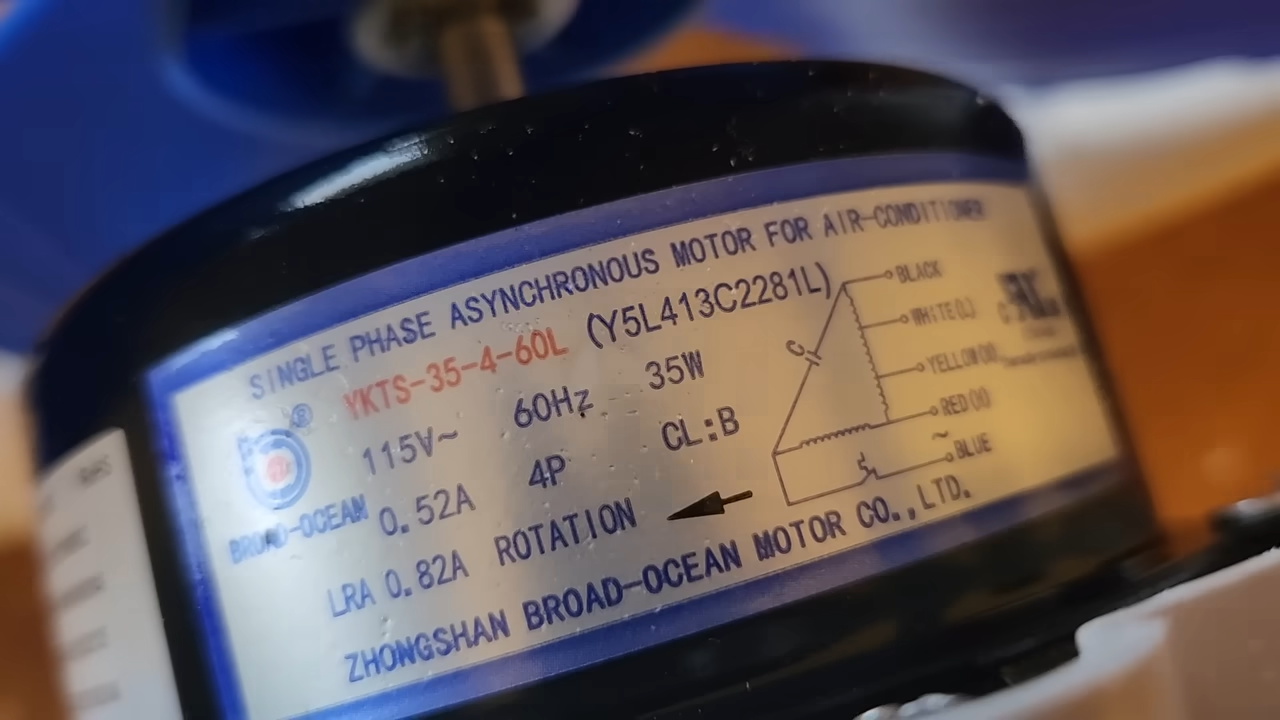 SINGLE PHASE ASYNCHRONOUS MOTOR FOR AIR-CONDITIONER
YKTS-35-4-60L (Y5L413C2281L)
115V~ 60Hz 35W
0.52A 4P CL:B
LRA 0.82A ROTATION
ZHONGSHAN BROAD-OCEAN MOTOR CO.,LTD.
®
BROAD-OCEAN
C
BLACK
WHITE
YELLOW
RED
~
BLUE